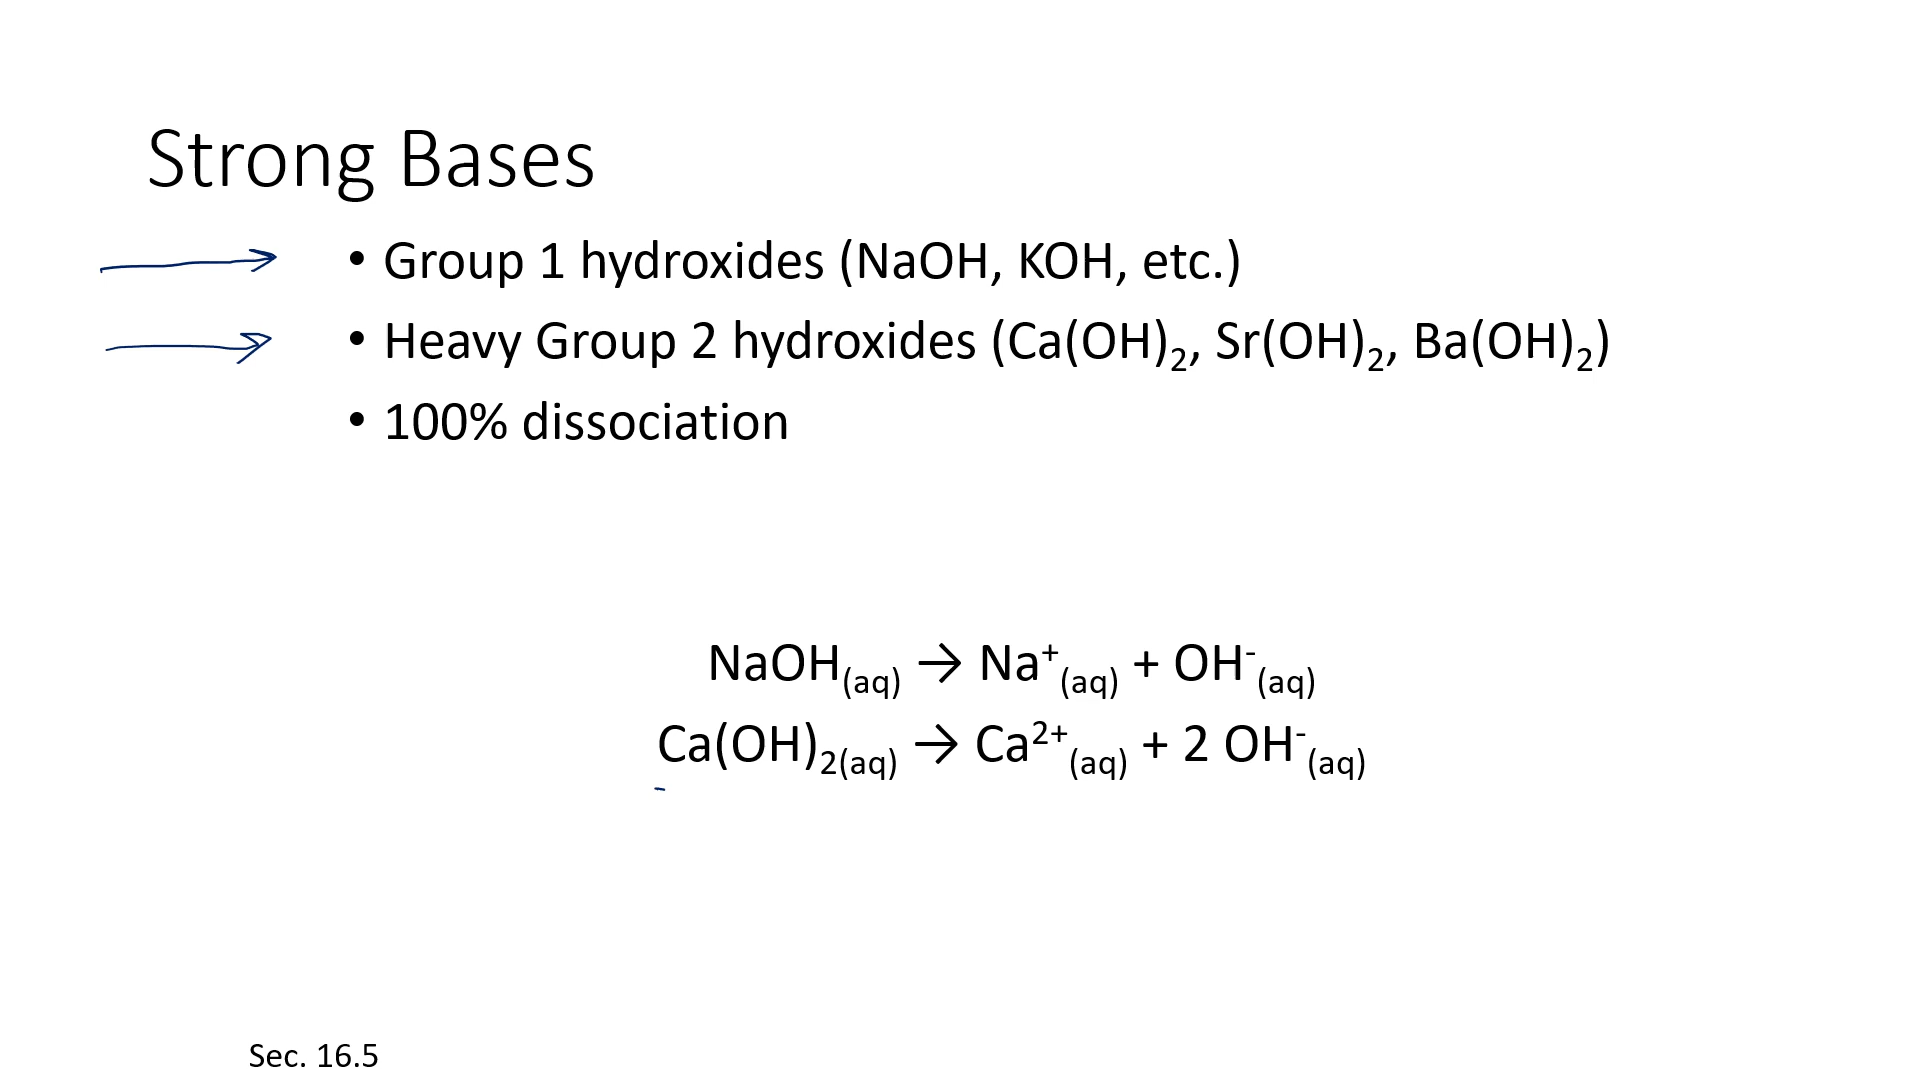 Strong Bases
• Group 1 hydroxides (NaOH, KOH, etc.)
• Heavy Group 2 hydroxides (Ca(OH)₂, Sr(OH)₂, Ba(OH)₂)
• 100% dissociation
NaOH₍aq₎ → Na⁺₍aq₎ + OH⁻₍aq₎
Ca(OH)₂₍aq₎ → Ca²⁺₍aq₎ + 2 OH⁻₍aq₎
Sec. 16.5